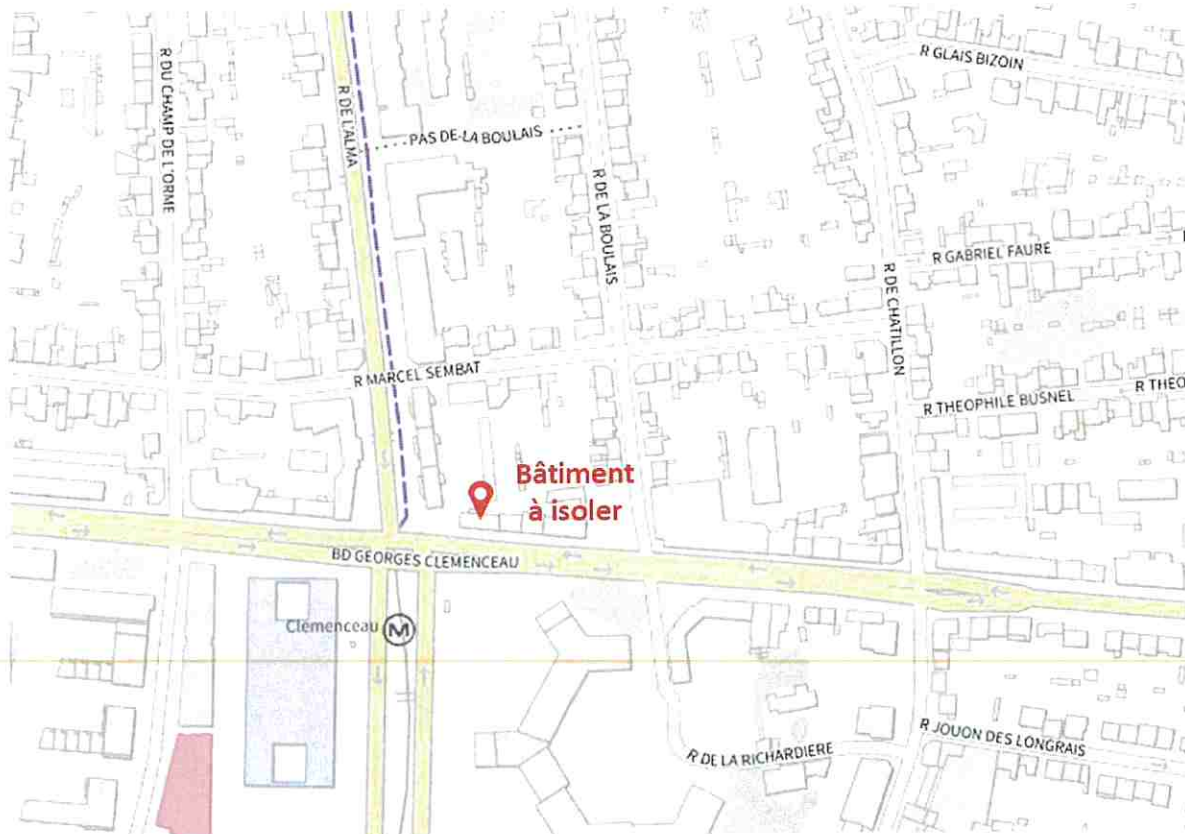 R GLAIS BIZOIN
R DU CHAMP DE L'ORME
R DE L'ALMA
PAS DE LA BOULAIS
R DE LA BOULAIS
R GABRIEL FAURE
R DE CHATILLON
R MARCEL SEMBAT
R THEOPHILE BUSNEL
R THEO
Bâtiment
à isoler
BD GEORGES CLEMENCEAU
Clemenceau M
R JOUON DES LONGRAIS
R DE LA RICHARDIERE